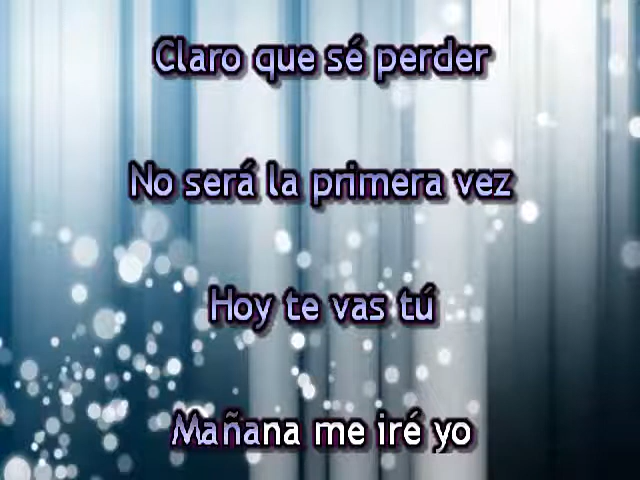 Claro que sé perder
No será la primera vez
Hoy te vas tú
Mañana me iré yo